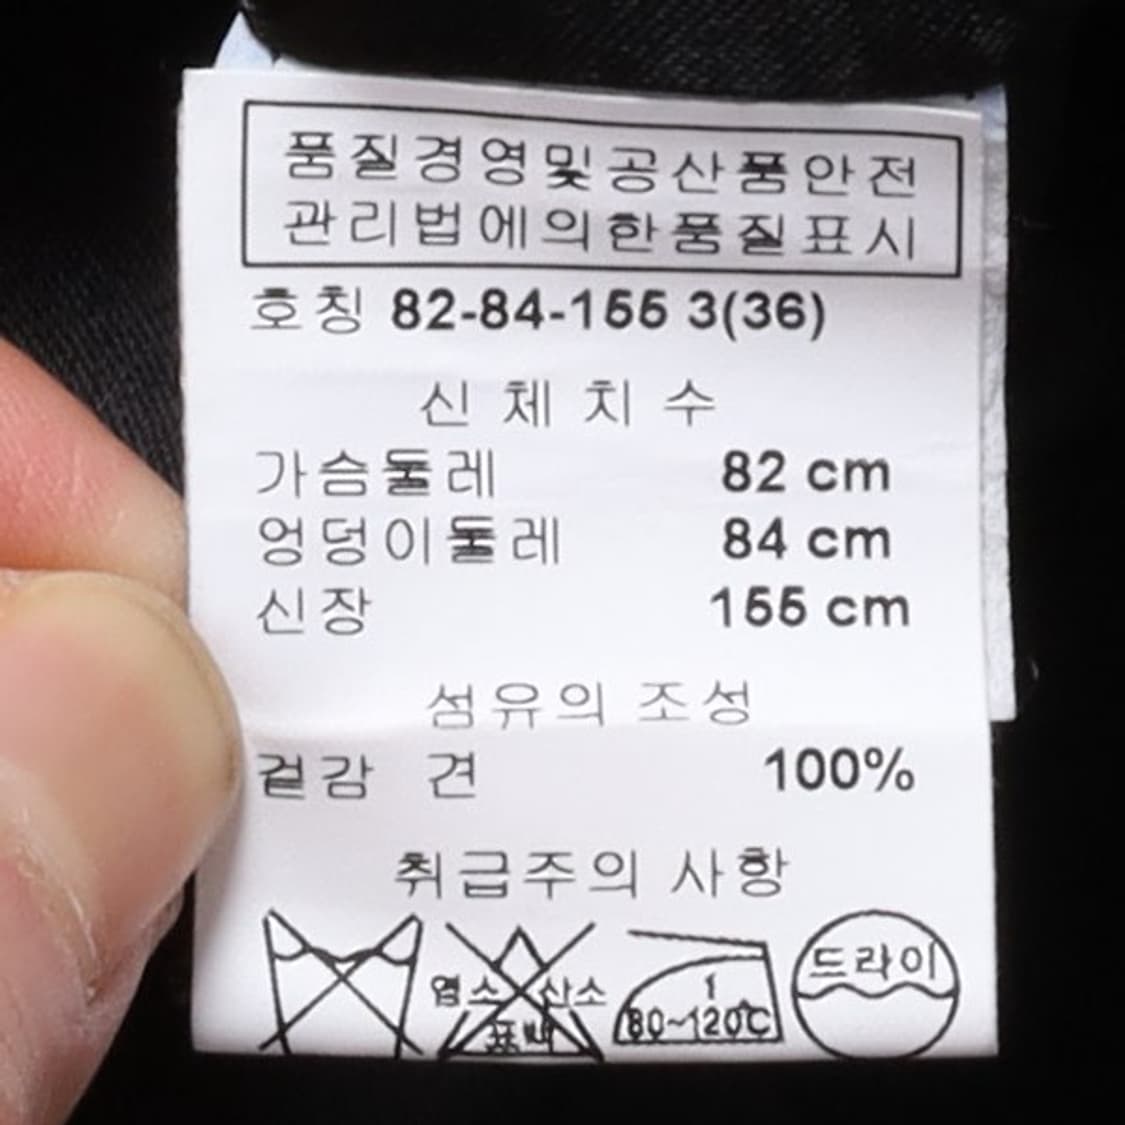 품질경영및공산품안전
관리법에의한품질표시
호칭 82-84-155 3(36)
신체치수
가슴둘레 82 cm
엉덩이둘레 84 cm
신장 155 cm
섬유의 조성
겉감 견 100%
취급주의 사항
염소 산소
표백
1
80~120℃
드라이